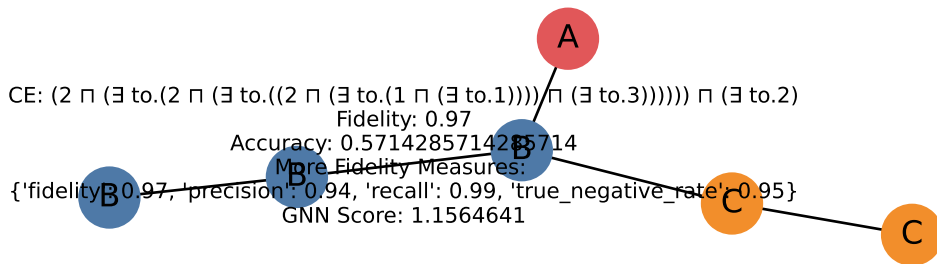 A
CE: (2 ⊓ (∃ to.(2 ⊓ (∃ to.((2 ⊓ (∃ to.(1 ⊓ (∃ to.1)))) ⊓ (∃ to.3)))))) ⊓ (∃ to.2)
Fidelity: 0.97
Accuracy: 0.5714285714285714
B
More Fidelity Measures:
B
{'fidelity': 0.97, 'precision': 0.94, 'recall': 0.99, 'true_negative_rate': 0.95}
B
C
GNN Score: 1.1564641
C